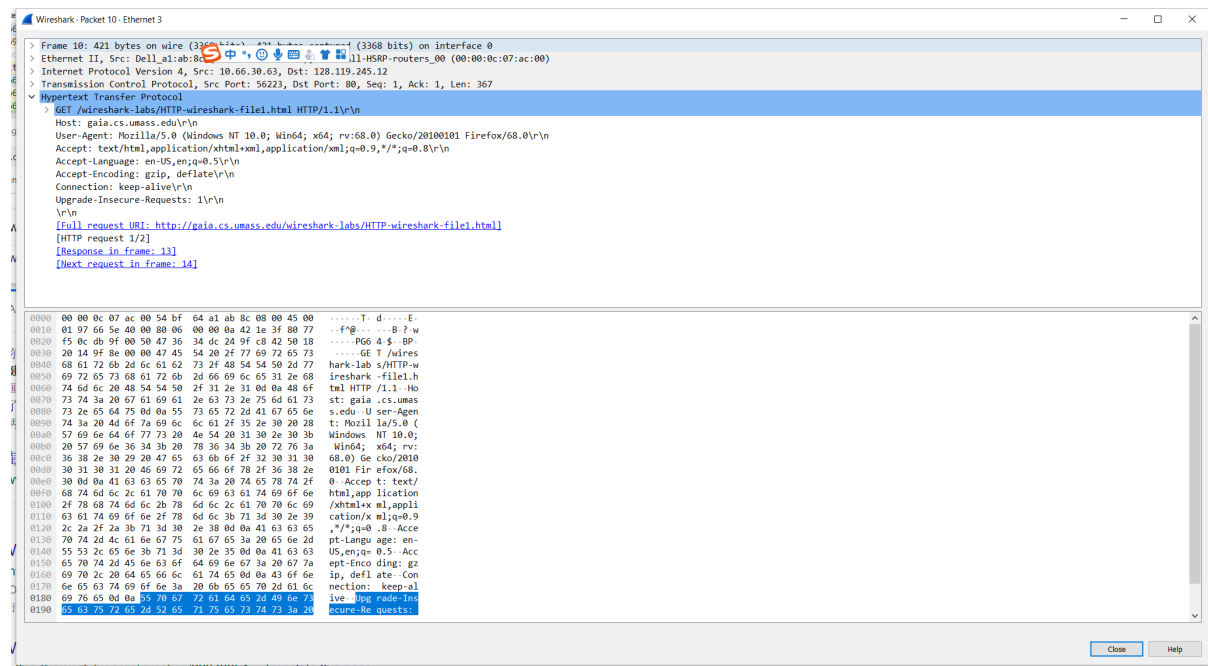 Wireshark · Packet 10 · Ethernet 3
Frame 10: 421 bytes on wire (3368 bits), 421 bytes captured (3368 bits) on interface 0
Ethernet II, Src: Dell_a1:ab:8c ll-HSRP-routers_00 (00:00:0c:07:ac:00)
中
Internet Protocol Version 4, Src: 10.66.30.63, Dst: 128.119.245.12
Transmission Control Protocol, Src Port: 56223, Dst Port: 80, Seq: 1, Ack: 1, Len: 367
Hypertext Transfer Protocol
GET /wireshark-labs/HTTP-wireshark-file1.html HTTP/1.1\r\n
Host: gaia.cs.umass.edu\r\n
User-Agent: Mozilla/5.0 (Windows NT 10.0; Win64; x64; rv:68.0) Gecko/20100101 Firefox/68.0\r\n
Accept: text/html,application/xhtml+xml,application/xml;q=0.9,*/*;q=0.8\r\n
Accept-Language: en-US,en;q=0.5\r\n
Accept-Encoding: gzip, deflate\r\n
Connection: keep-alive\r\n
Upgrade-Insecure-Requests: 1\r\n
\r\n
[Full request URI: http://gaia.cs.umass.edu/wireshark-labs/HTTP-wireshark-file1.html]
[HTTP request 1/2]
[Response in frame: 13]
[Next request in frame: 14]
0000 00 00 0c 07 ac 00 54 bf 64 a1 ab 8c 08 00 45 00 ······T· d·····E·
0010 01 97 66 5e 40 00 80 06 00 00 0a 42 1e 3f 80 77 ··f^@··· ···B·?·w
0020 f5 0c db 9f 00 50 47 36 34 dc 24 9f c8 42 50 18 ·····PG6 4·$··BP·
0030 20 14 9f 8e 00 00 47 45 54 20 2f 77 69 72 65 73 ·····GE T /wires
0040 68 61 72 6b 2d 6c 61 62 73 2f 48 54 54 50 2d 77 hark-lab s/HTTP-w
0050 69 72 65 73 68 61 72 6b 2d 66 69 6c 65 31 2e 68 ireshark -file1.h
0060 74 6d 6c 20 48 54 54 50 2f 31 2e 31 0d 0a 48 6f tml HTTP /1.1··Ho
0070 73 74 3a 20 67 61 69 61 2e 63 73 2e 75 6d 61 73 st: gaia .cs.umas
0080 73 2e 65 64 75 0d 0a 55 73 65 72 2d 41 67 65 6e s.edu··U ser-Agen
0090 74 3a 20 4d 6f 7a 69 6c 6c 61 2f 35 2e 30 20 28 t: Mozil la/5.0 (
00a0 57 69 6e 64 6f 77 73 20 4e 54 20 31 30 2e 30 3b Windows NT 10.0;
00b0 20 57 69 6e 36 34 3b 20 78 36 34 3b 20 72 76 3a Win64; x64; rv:
00c0 36 38 2e 30 29 20 47 65 63 6b 6f 2f 32 30 31 30 68.0) Ge cko/2010
00d0 30 31 30 31 20 46 69 72 65 66 6f 78 2f 36 38 2e 0101 Fir efox/68.
00e0 30 0d 0a 41 63 63 65 70 74 3a 20 74 65 78 74 2f 0··Accep t: text/
00f0 68 74 6d 6c 2c 61 70 70 6c 69 63 61 74 69 6f 6e html,app lication
0100 2f 78 68 74 6d 6c 2b 78 6d 6c 2c 61 70 70 6c 69 /xhtml+x ml,appli
0110 63 61 74 69 6f 6e 2f 78 6d 6c 3b 71 3d 30 2e 39 cation/x ml;q=0.9
0120 2c 2a 2f 2a 3b 71 3d 30 2e 38 0d 0a 41 63 63 65 ,*/*;q=0 .8··Acce
0130 70 74 2d 4c 61 6e 67 75 61 67 65 3a 20 65 6e 2d pt-Langu age: en-
0140 55 53 2c 65 6e 3b 71 3d 30 2e 35 0d 0a 41 63 63 US,en;q= 0.5··Acc
0150 65 70 74 2d 45 6e 63 6f 64 69 6e 67 3a 20 67 7a ept-Enco ding: gz
0160 69 70 2c 20 64 65 66 6c 61 74 65 0d 0a 43 6f 6e ip, defl ate··Con
0170 6e 65 63 74 69 6f 6e 3a 20 6b 65 65 70 2d 61 6c nection: keep-al
0180 69 76 65 0d 0a 55 70 67 72 61 64 65 2d 49 6e 73 ive··Upg rade-Ins
0190 65 63 75 72 65 2d 52 65 71 75 65 73 74 73 3a 20 ecure-Re quests:
Close
Help